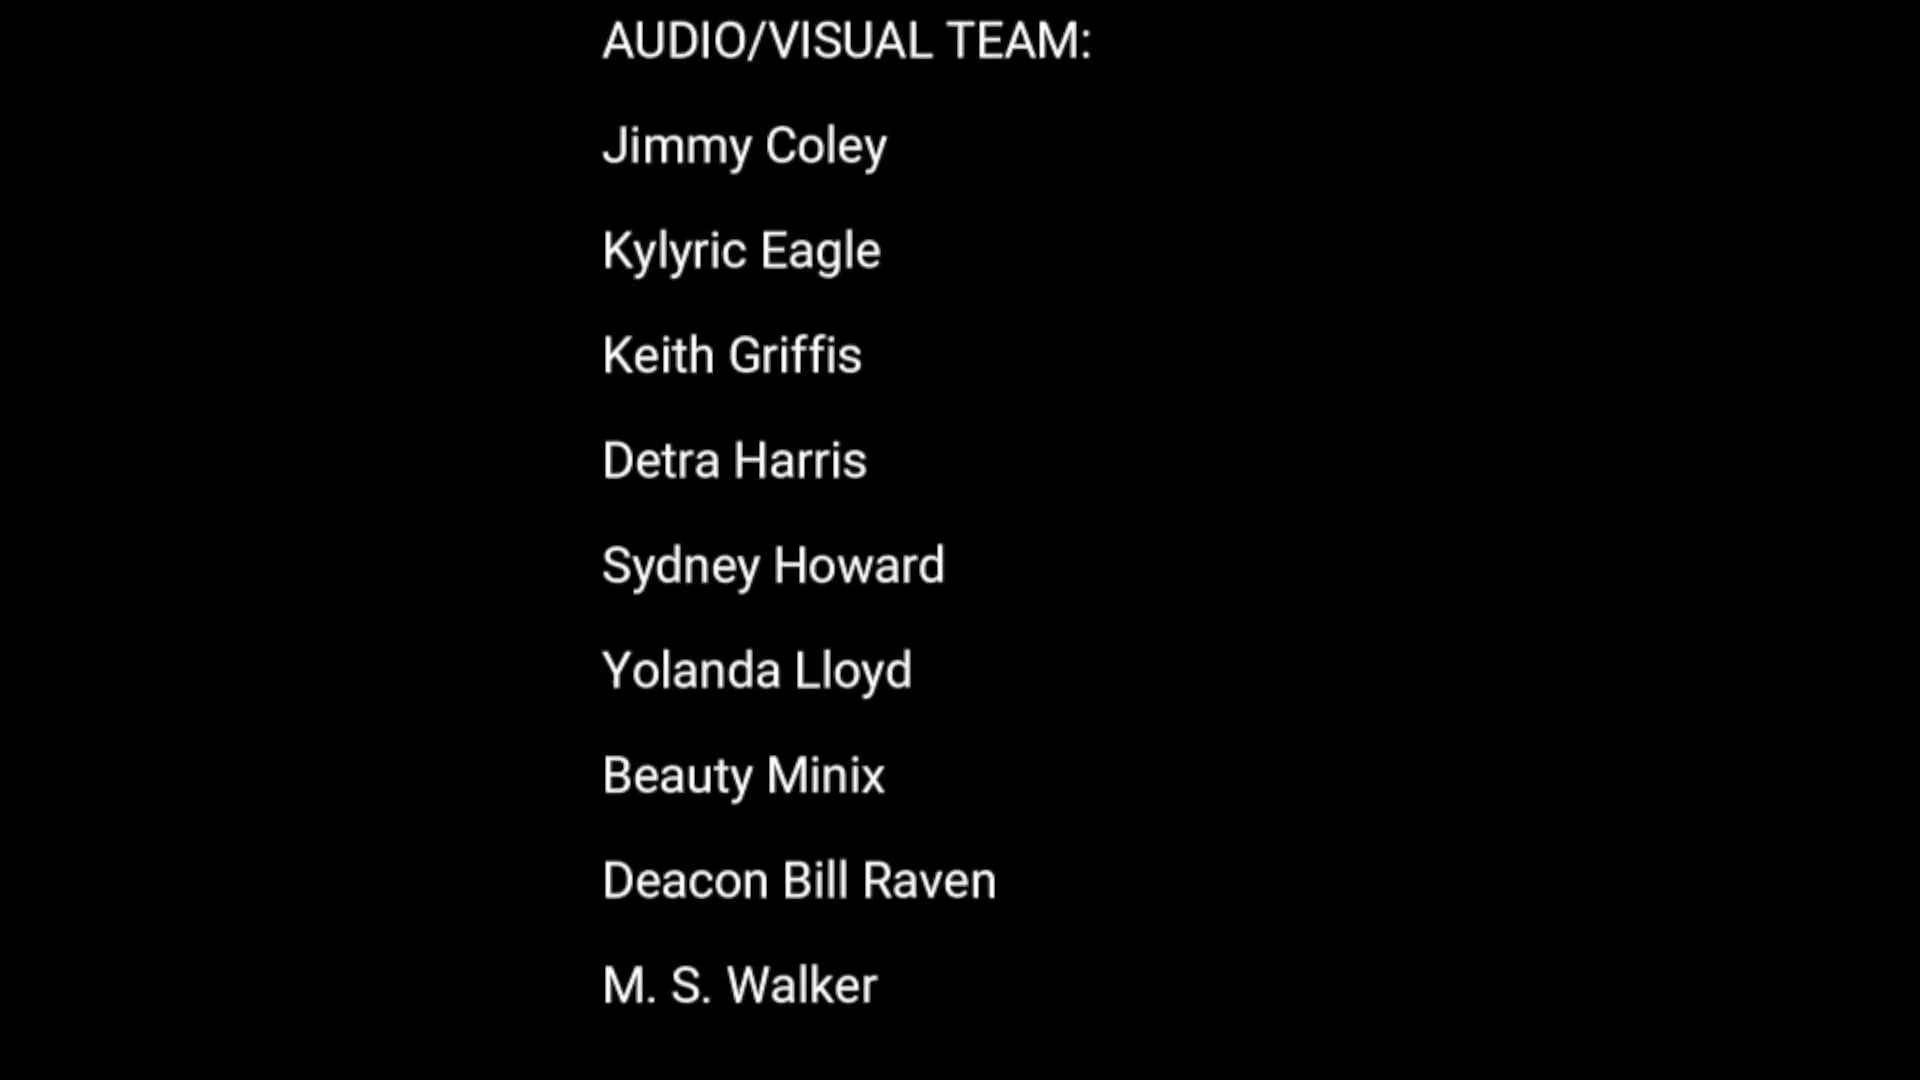 AUDIO/VISUAL TEAM:
Jimmy Coley
Kylyric Eagle
Keith Griffis
Detra Harris
Sydney Howard
Yolanda Lloyd
Beauty Minix
Deacon Bill Raven
M. S. Walker